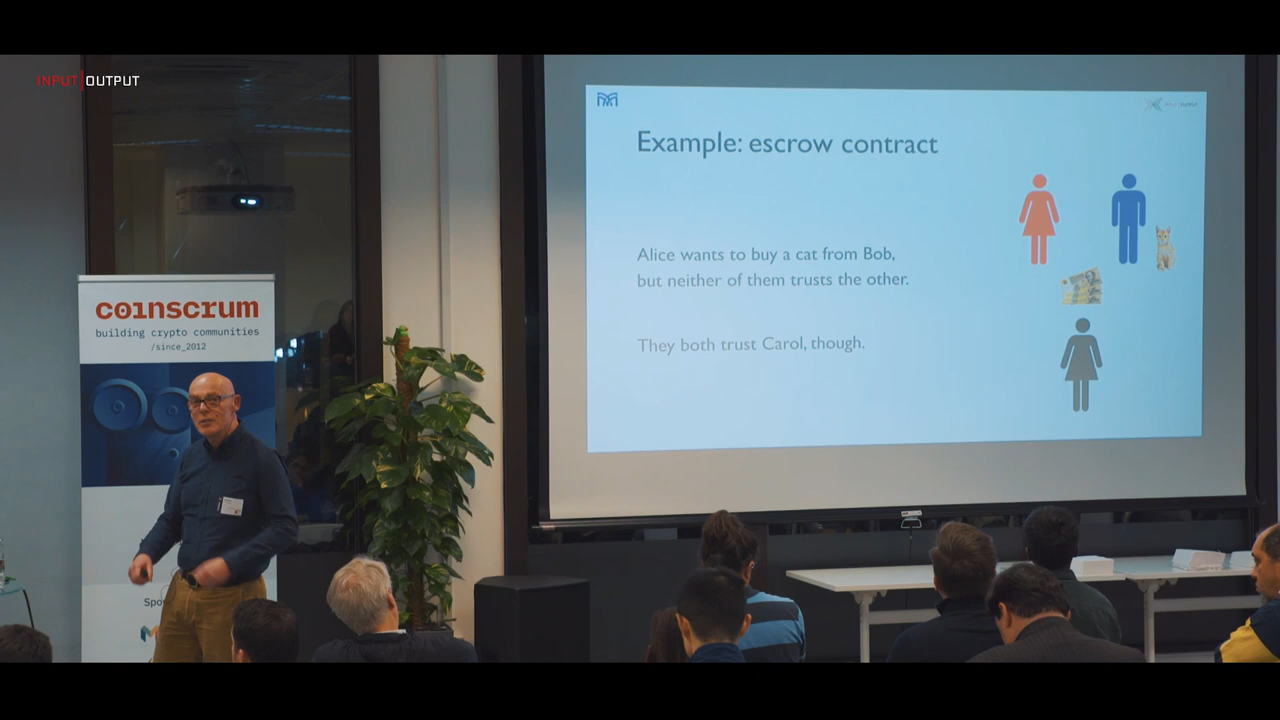 INPUT|OUTPUT
Example: escrow contract
Alice wants to buy a cat from Bob,
but neither of them trusts the other.
They both trust Carol, though.
coinscrum
building crypto communities
/since_2012